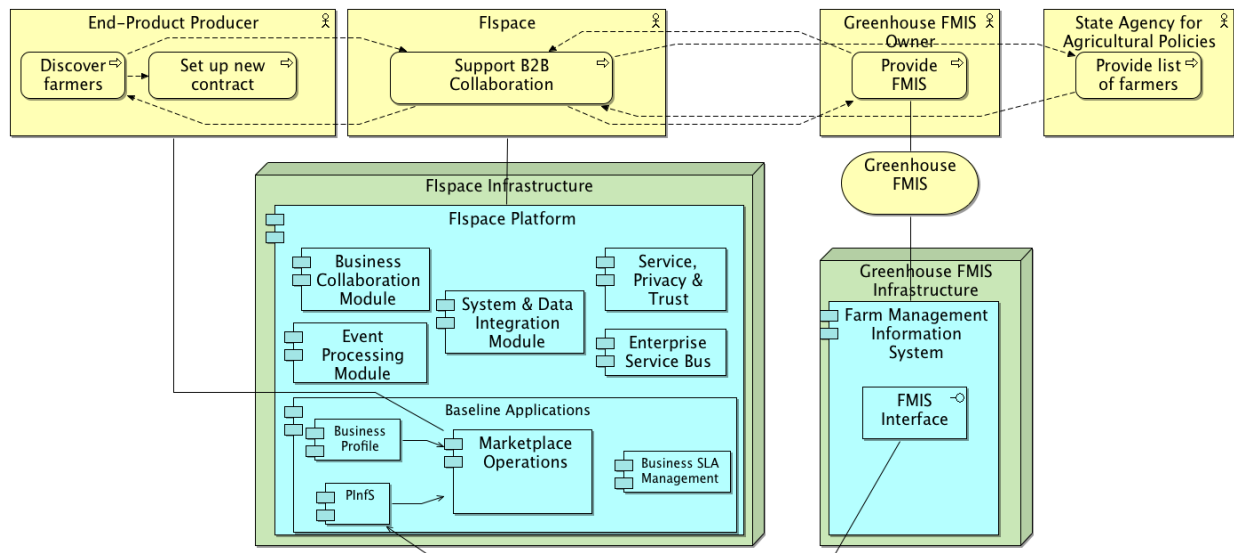 End-Product Producer
Discover
farmers
Set up new
contract
FIspace
Support B2B
Collaboration
Greenhouse FMIS
Owner
Provide
FMIS
State Agency for
Agricultural Policies
Provide list
of farmers
Greenhouse
FMIS
FIspace Infrastructure
FIspace Platform
Business
Collaboration
Module
System & Data
Integration
Module
Service,
Privacy &
Trust
Event
Processing
Module
Enterprise
Service Bus
Baseline Applications
Business
Profile
Marketplace
Operations
Business SLA
Management
PInfS
Greenhouse FMIS
Infrastructure
Farm Management
Information
System
FMIS
Interface